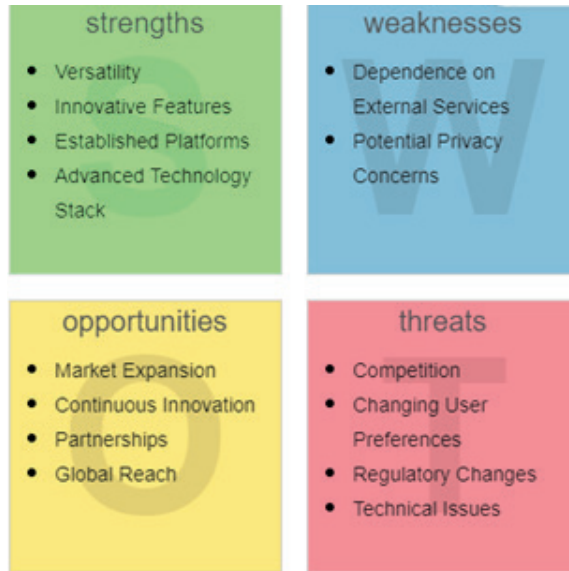 strengths
• Versatility
• Innovative Features
• Established Platforms
• Advanced Technology
Stack
S
weaknesses
• Dependence on
External Services
• Potential Privacy
Concerns
W
opportunities
• Market Expansion
• Continuous Innovation
• Partnerships
• Global Reach
O
threats
• Competition
• Changing User
Preferences
• Regulatory Changes
• Technical Issues
T